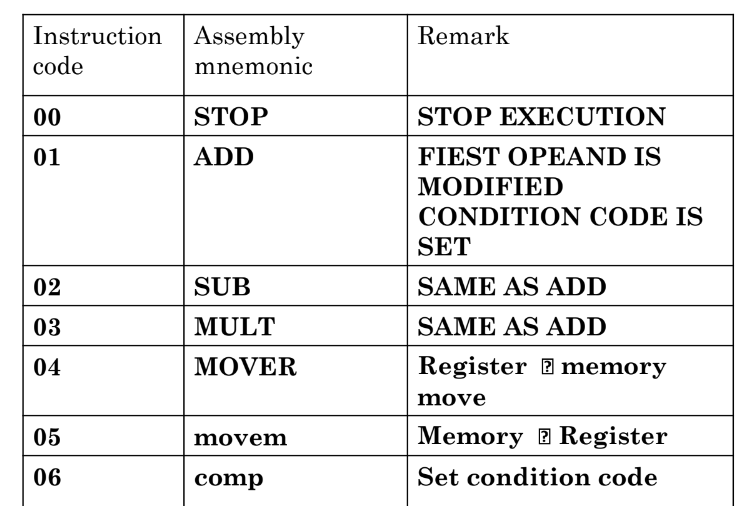 Instruction code Assembly mnemonic Remark
00 STOP STOP EXECUTION
01 ADD FIEST OPEAND IS
MODIFIED
CONDITION CODE IS
SET
02 SUB SAME AS ADD
03 MULT SAME AS ADD
04 MOVER Register � memory
move
05 movem Memory � Register
06 comp Set condition code